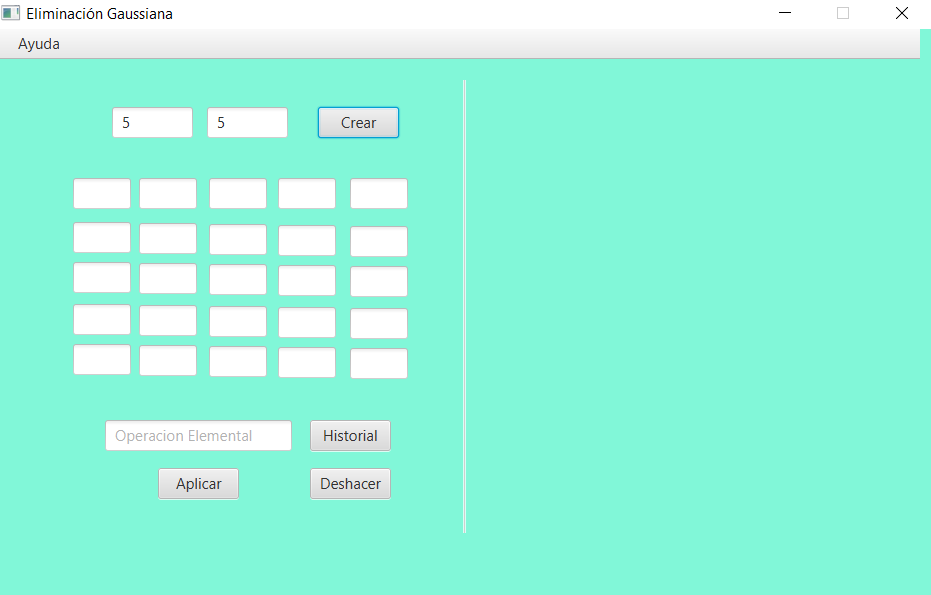 Eliminación Gaussiana
Ayuda
5 5 Crear
Operacion Elemental Historial
Aplicar Deshacer